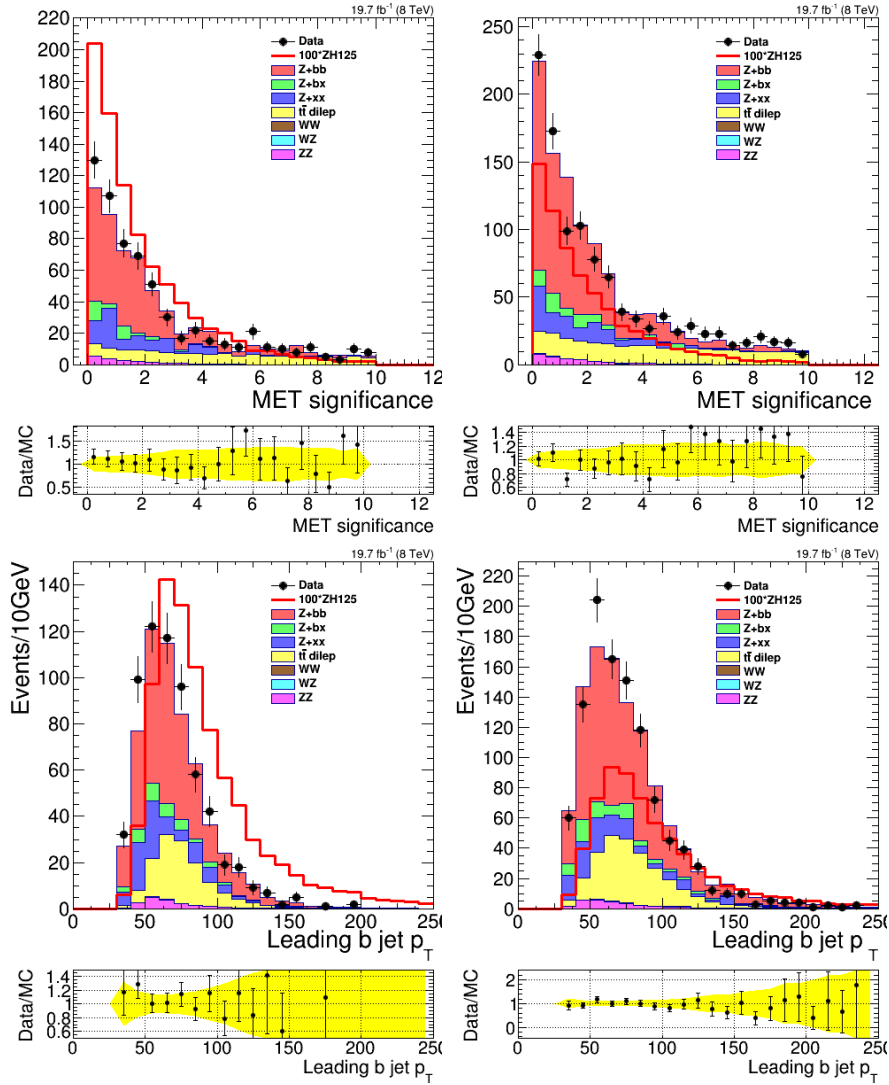 19.7 fb-1 (8 TeV)
220
200
180
160
140
120
100
80
60
40
20
0
Data
100*ZH125
Z+bb
Z+bx
Z+xx
tt̄ dilep
WW
WZ
ZZ
0 2 4 6 8 10 12
MET significance
Data/MC
1.5
1
0.5
0 2 4 6 8 10 12
MET significance
19.7 fb-1 (8 TeV)
250
200
150
100
50
0
Data
100*ZH125
Z+bb
Z+bx
Z+xx
tt̄ dilep
WW
WZ
ZZ
0 2 4 6 8 10 12
MET significance
Data/MC
1.4
1.2
1
0.8
0.6
0 2 4 6 8 10 12
MET significance
19.7 fb-1 (8 TeV)
Events/10GeV
140
120
100
80
60
40
20
0
Data
100*ZH125
Z+bb
Z+bx
Z+xx
tt̄ dilep
WW
WZ
ZZ
0 50 100 150 200 250
Leading b jet pT
Data/MC
1.4
1.2
1
0.8
0.6
0 50 100 150 200 250
Leading b jet pT
19.7 fb-1 (8 TeV)
Events/10GeV
220
200
180
160
140
120
100
80
60
40
20
0
Data
100*ZH125
Z+bb
Z+bx
Z+xx
tt̄ dilep
WW
WZ
ZZ
0 50 100 150 200 250
Leading b jet pT
Data/MC
2
1
0
0 50 100 150 200 250
Leading b jet pT